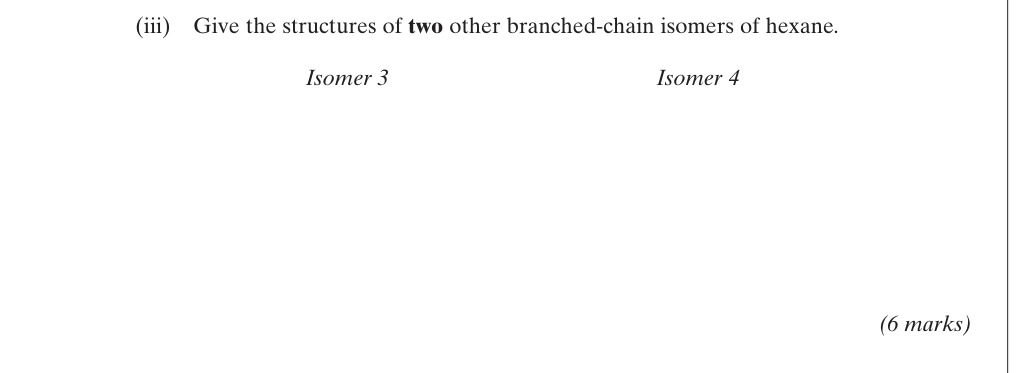 (iii) Give the structures of two other branched-chain isomers of hexane.
Isomer 3 Isomer 4
(6 marks)